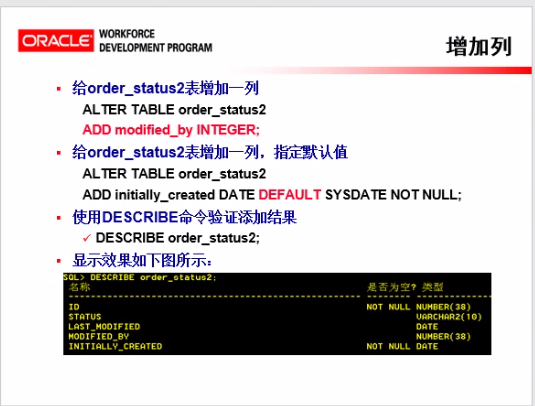 ORACLE
WORKFORCE
DEVELOPMENT PROGRAM
增加列
给order_status2表增加一列
ALTER TABLE order_status2
ADD modified_by INTEGER;
给order_status2表增加一列，指定默认值
ALTER TABLE order_status2
ADD initially_created DATE DEFAULT SYSDATE NOT NULL;
使用DESCRIBE命令验证添加结果
DESCRIBE order_status2;
显示效果如下图所示：
SQL> DESCRIBE order_status2;
名称 是否为空? 类型
ID NOT NULL NUMBER(38)
STATUS VARCHAR2(10)
LAST_MODIFIED DATE
MODIFIED_BY NUMBER(38)
INITIALLY_CREATED NOT NULL DATE